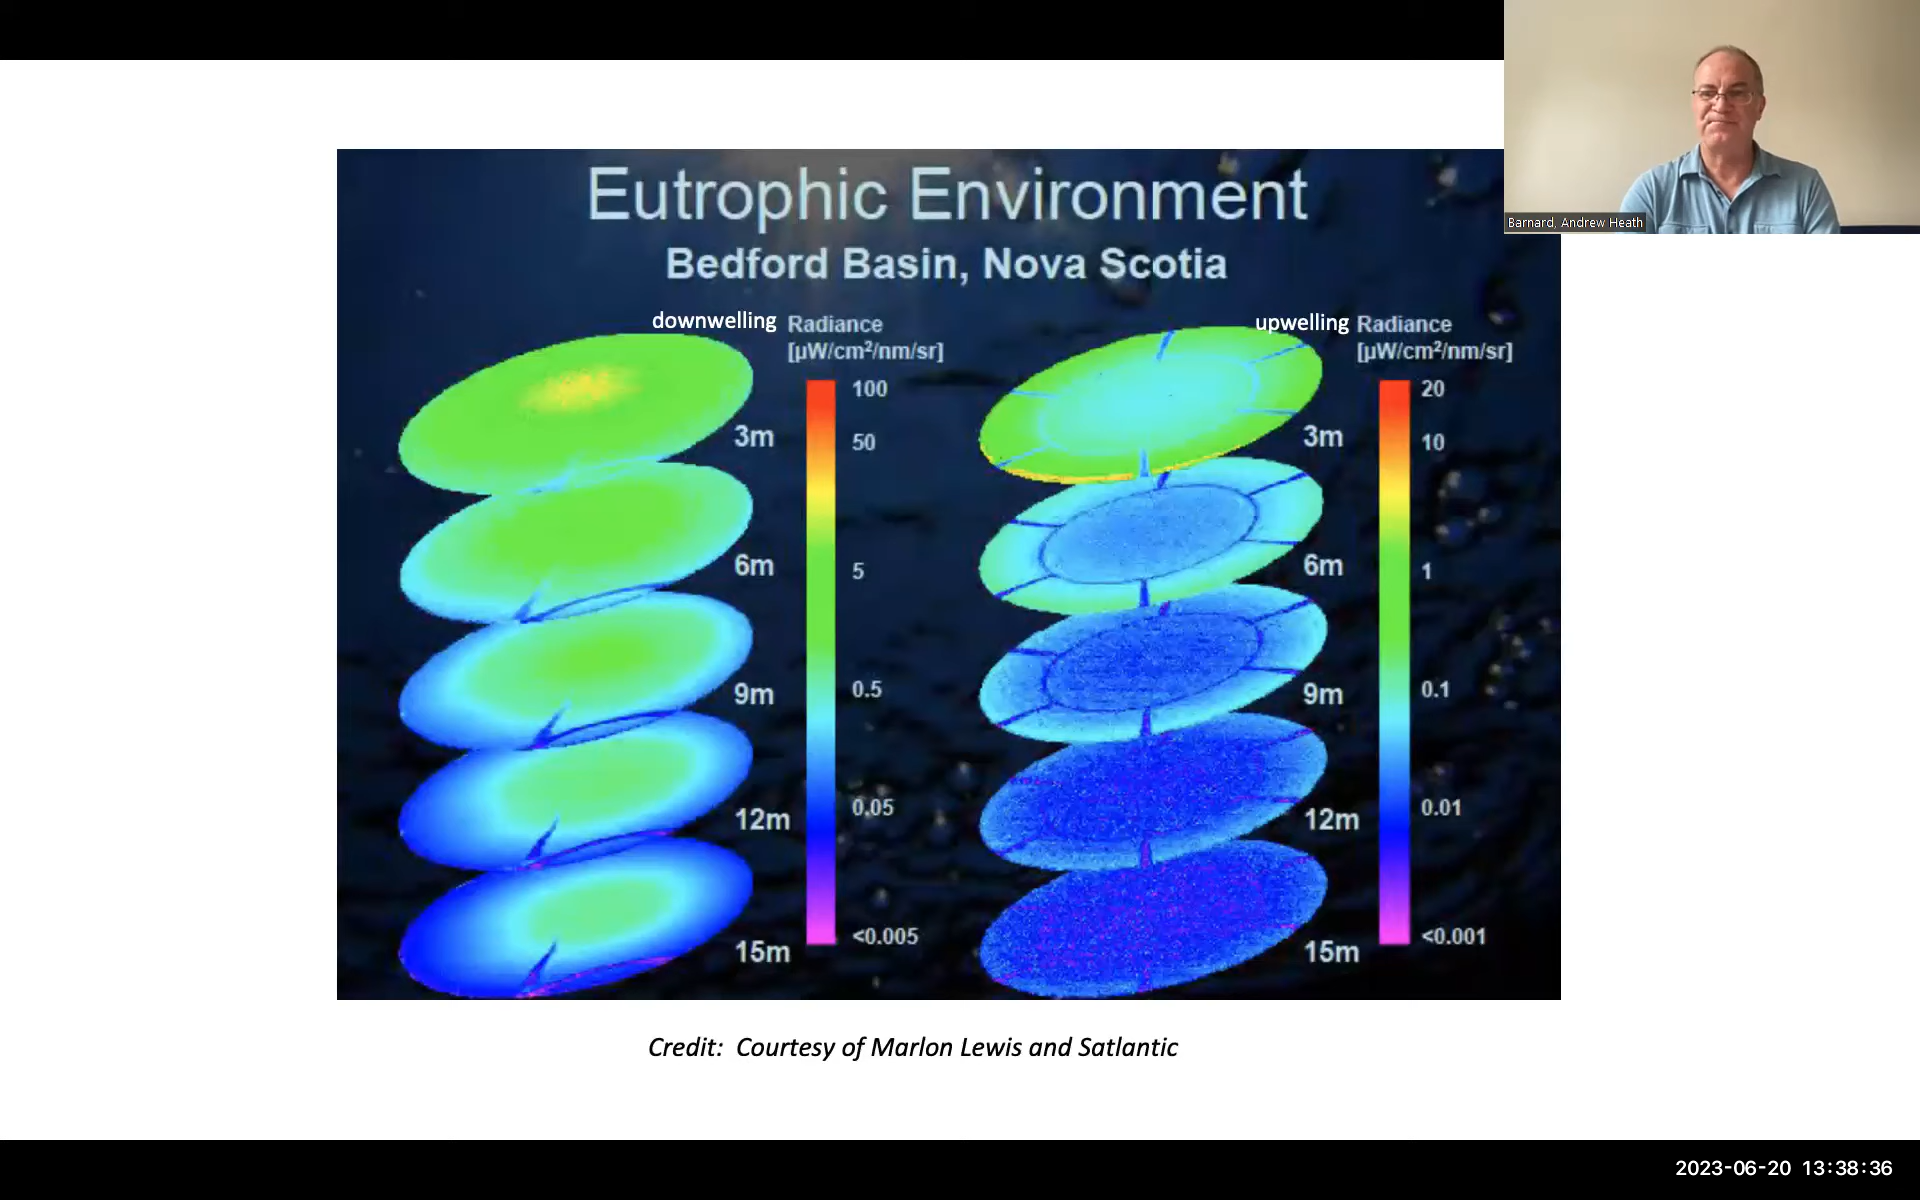 Barnard, Andrew Heath
Eutrophic Environment
Bedford Basin, Nova Scotia
downwelling Radiance
[µW/cm²/nm/sr]
100
50
5
0.5
0.05
<0.005
3m
6m
9m
12m
15m
upwelling Radiance
[µW/cm²/nm/sr]
20
10
1
0.1
0.01
<0.001
3m
6m
9m
12m
15m
Credit: Courtesy of Marlon Lewis and Satlantic
2023-06-20 13:38:36